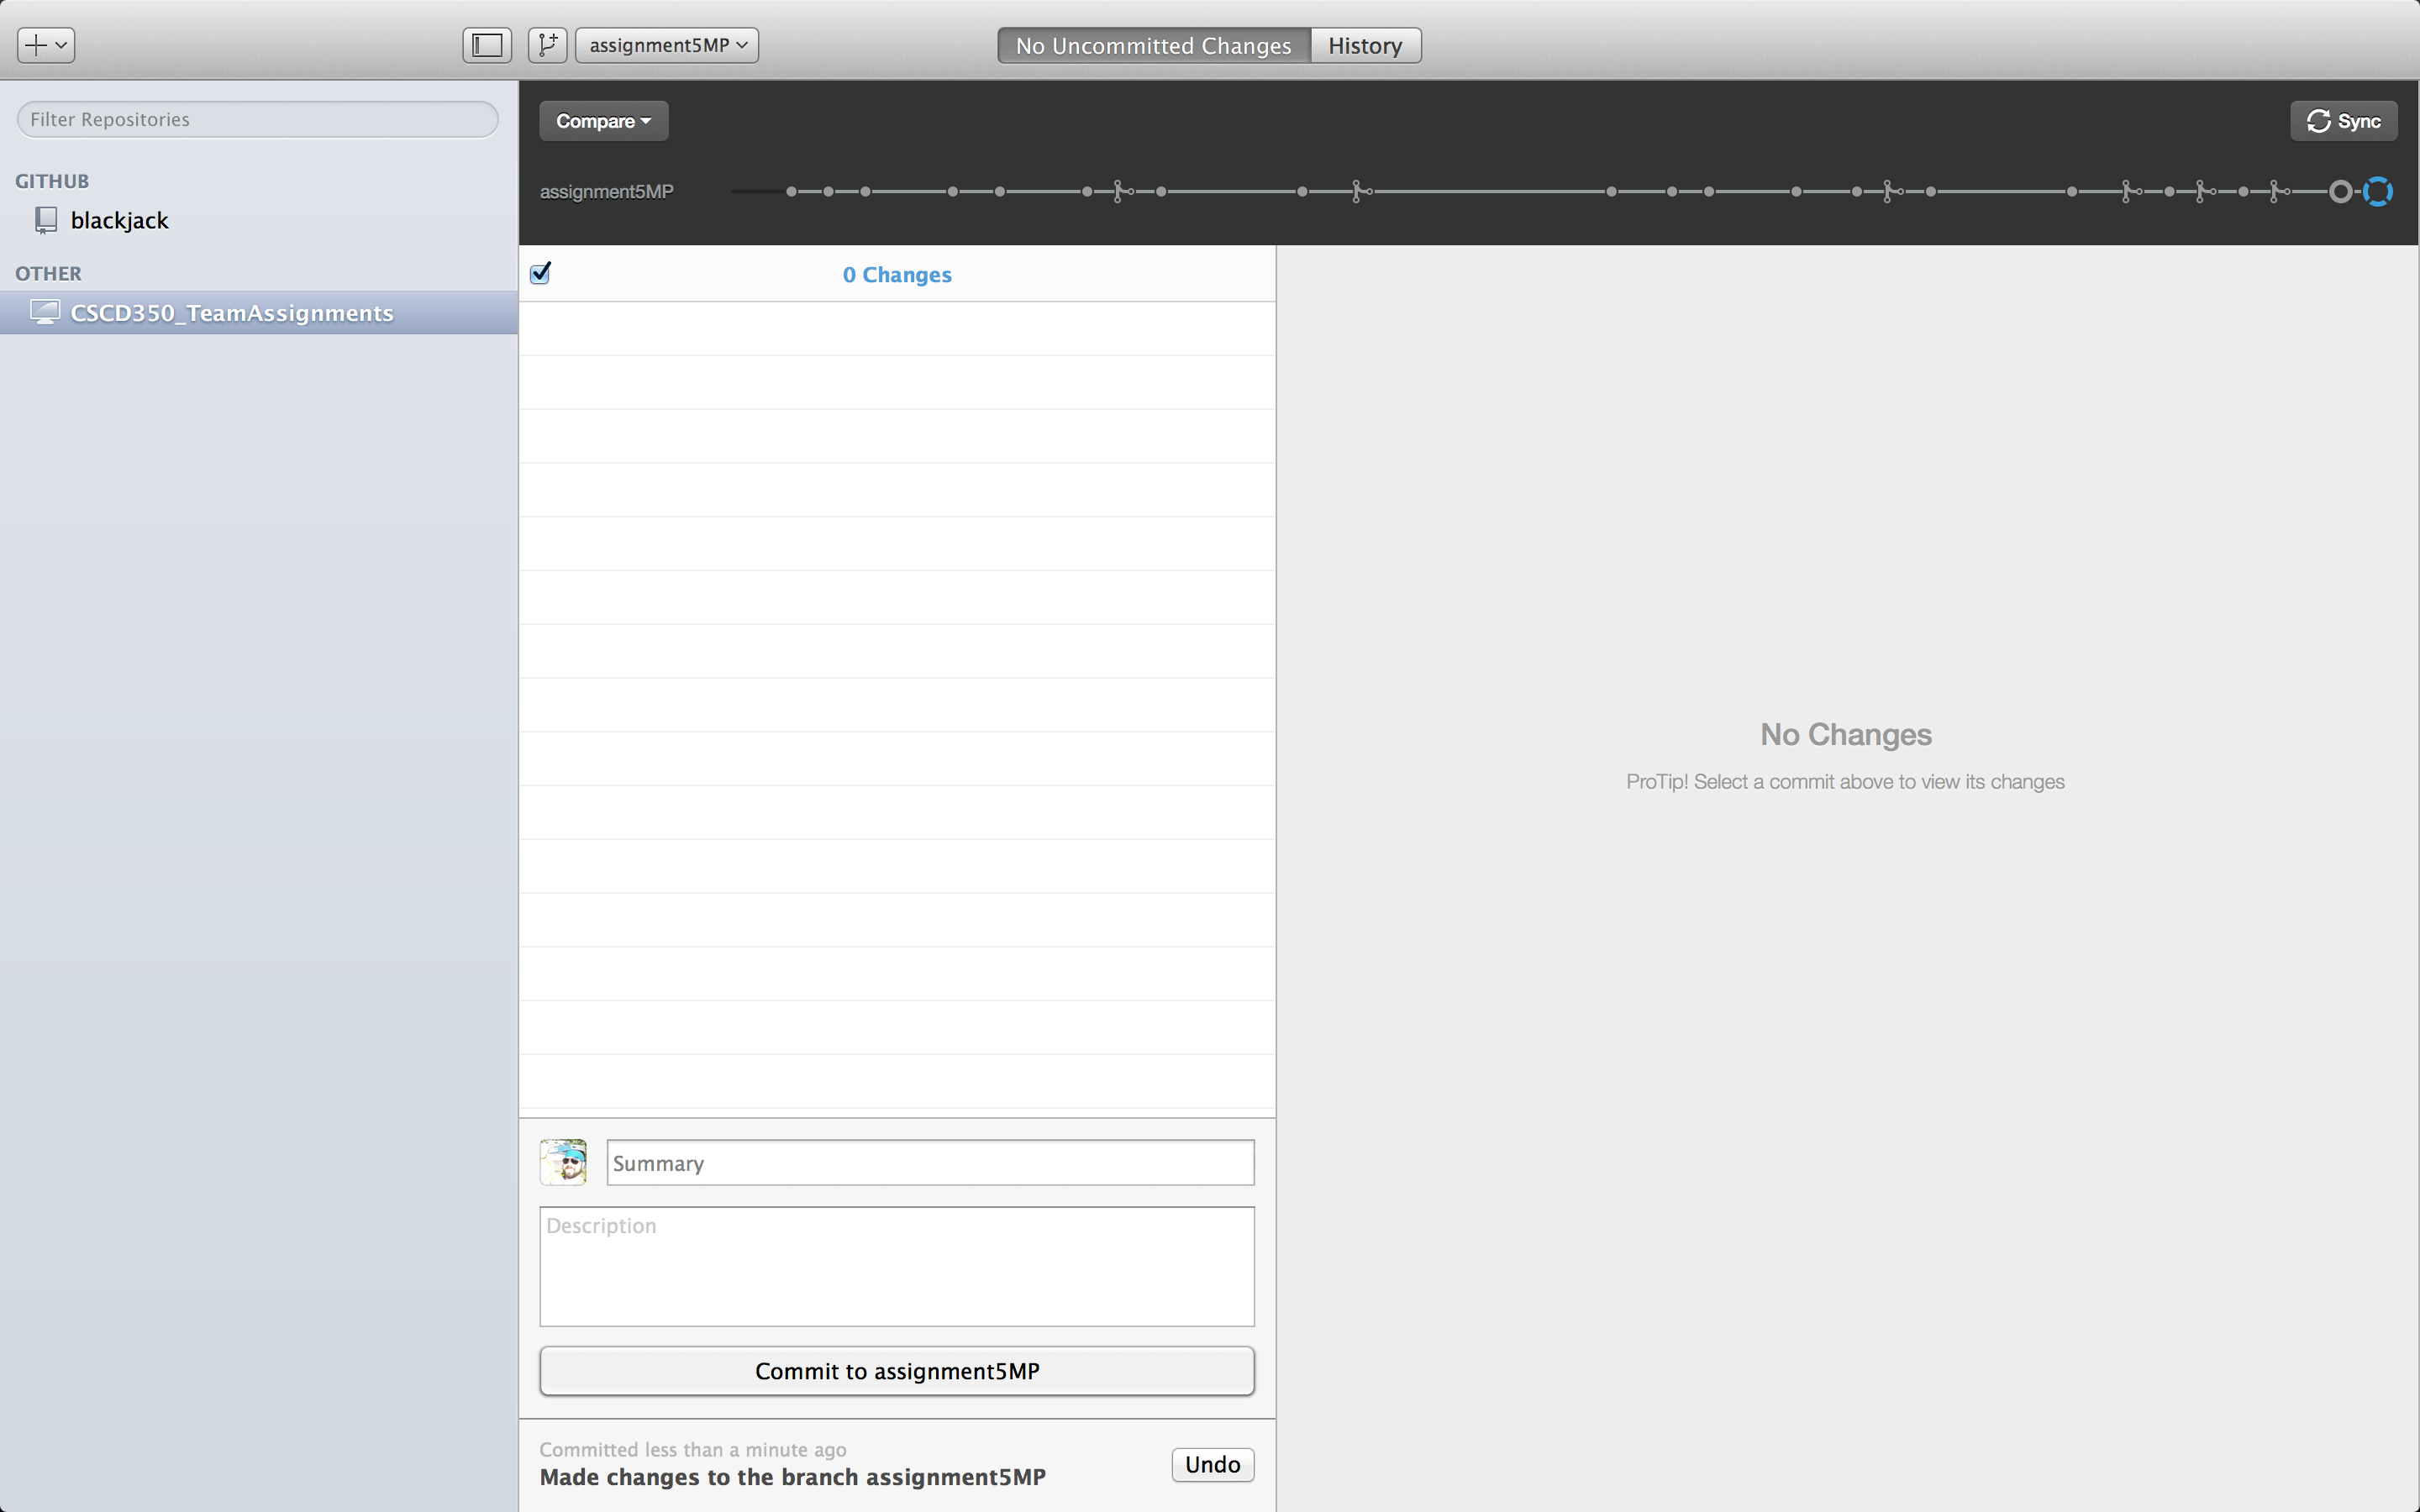 assignment5MP
No Uncommitted Changes
History
Filter Repositories
GITHUB
blackjack
OTHER
CSCD350_TeamAssignments
Compare
Sync
assignment5MP
0 Changes
No Changes
ProTip! Select a commit above to view its changes
Summary
Description
Commit to assignment5MP
Committed less than a minute ago
Made changes to the branch assignment5MP
Undo